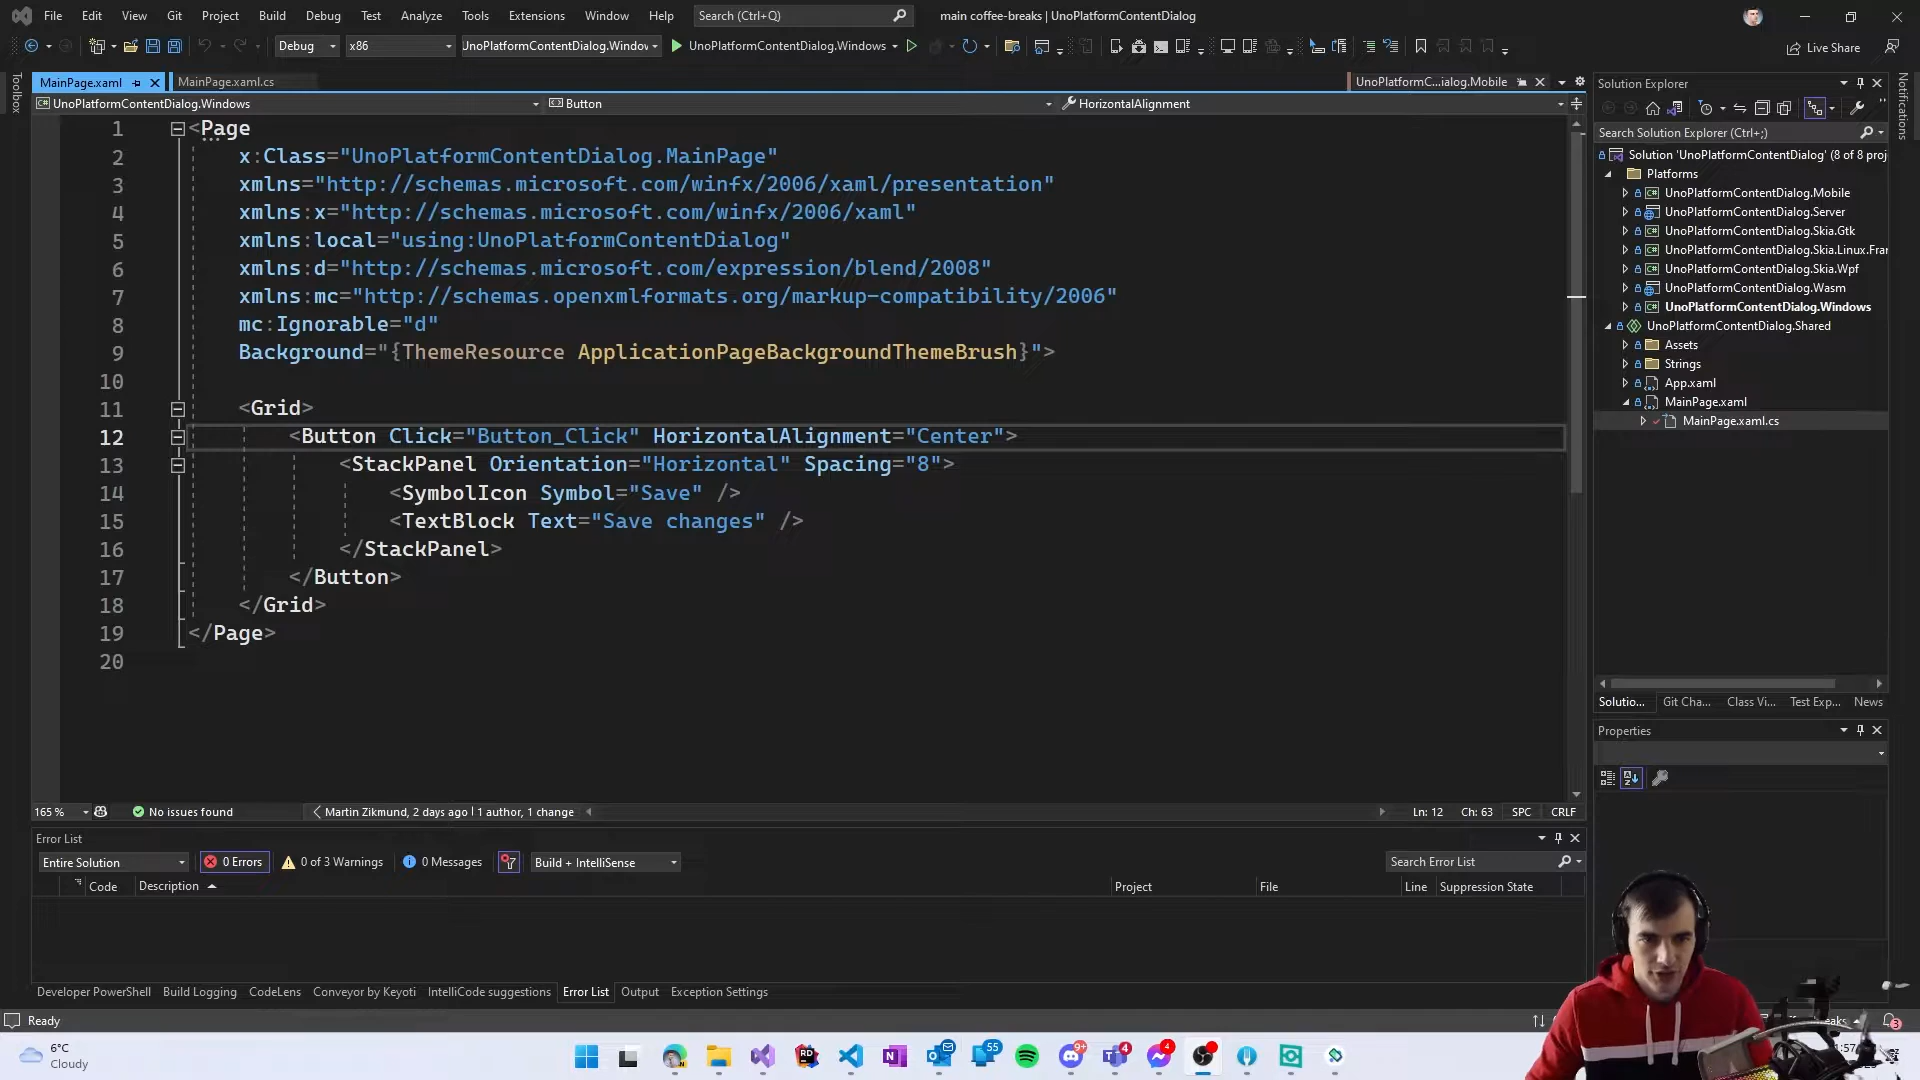 File Edit View Git Project Build Debug Test Analyze Tools Extensions Window Help Search (Ctrl+Q) main coffee-breaks | UnoPlatformContentDialog
Debug x86 UnoPlatformContentDialog.Window UnoPlatformContentDialog.Windows Live Share
Toolbox
MainPage.xaml MainPage.xaml.cs UnoPlatformC...ialog.Mobile
UnoPlatformContentDialog.Windows Button HorizontalAlignment
1 <Page
2 x:Class="UnoPlatformContentDialog.MainPage"
3 xmlns="http://schemas.microsoft.com/winfx/2006/xaml/presentation"
4 xmlns:x="http://schemas.microsoft.com/winfx/2006/xaml"
5 xmlns:local="using:UnoPlatformContentDialog"
6 xmlns:d="http://schemas.microsoft.com/expression/blend/2008"
7 xmlns:mc="http://schemas.openxmlformats.org/markup-compatibility/2006"
8 mc:Ignorable="d"
9 Background="{ThemeResource ApplicationPageBackgroundThemeBrush}">
10
11 <Grid>
12 <Button Click="Button_Click" HorizontalAlignment="Center">
13 <StackPanel Orientation="Horizontal" Spacing="8">
14 <SymbolIcon Symbol="Save" />
15 <TextBlock Text="Save changes" />
16 </StackPanel>
17 </Button>
18 </Grid>
19 </Page>
20
165 % No issues found Martin Zikmund, 2 days ago | 1 author, 1 change Ln: 12 Ch: 63 SPC CRLF
Solution Explorer
Search Solution Explorer (Ctrl+;)
Solution 'UnoPlatformContentDialog' (8 of 8 proj
Platforms
UnoPlatformContentDialog.Mobile
UnoPlatformContentDialog.Server
UnoPlatformContentDialog.Skia.Gtk
UnoPlatformContentDialog.Skia.Linux.Frar
UnoPlatformContentDialog.Skia.Wpf
UnoPlatformContentDialog.Wasm
UnoPlatformContentDialog.Windows
UnoPlatformContentDialog.Shared
Assets
Strings
App.xaml
MainPage.xaml
MainPage.xaml.cs
Solutio... Git Cha... Class Vi... Test Exp... News
Properties
Notifications
Error List
Entire Solution 0 Errors 0 of 3 Warnings 0 Messages Build + IntelliSense Search Error List
Code Description Project File Line Suppression State
Developer PowerShell Build Logging CodeLens Conveyor by Keyoti IntelliCode suggestions Error List Output Assign Settings
Ready
3
6°C
Cloudy
55 9+ 4 4